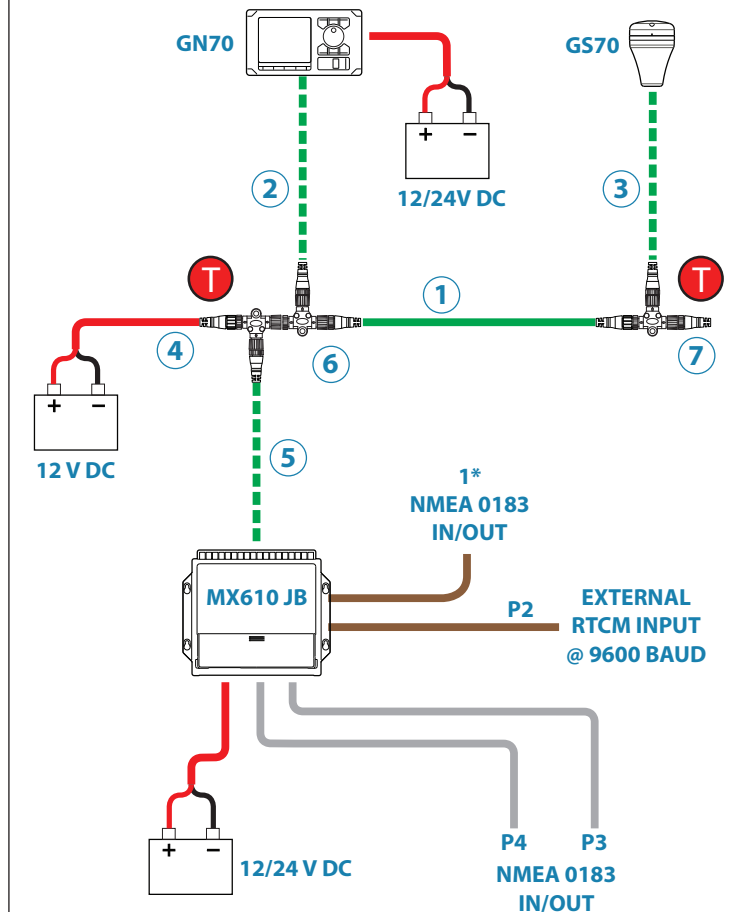 GN70
GS70
+ −
12/24V DC
2
3
T
T
1
4
6
7
+ −
12 V DC
5
1*
NMEA 0183
IN/OUT
MX610 JB
P2
EXTERNAL
RTCM INPUT
@ 9600 BAUD
+ −
12/24 V DC
P4
P3
NMEA 0183
IN/OUT